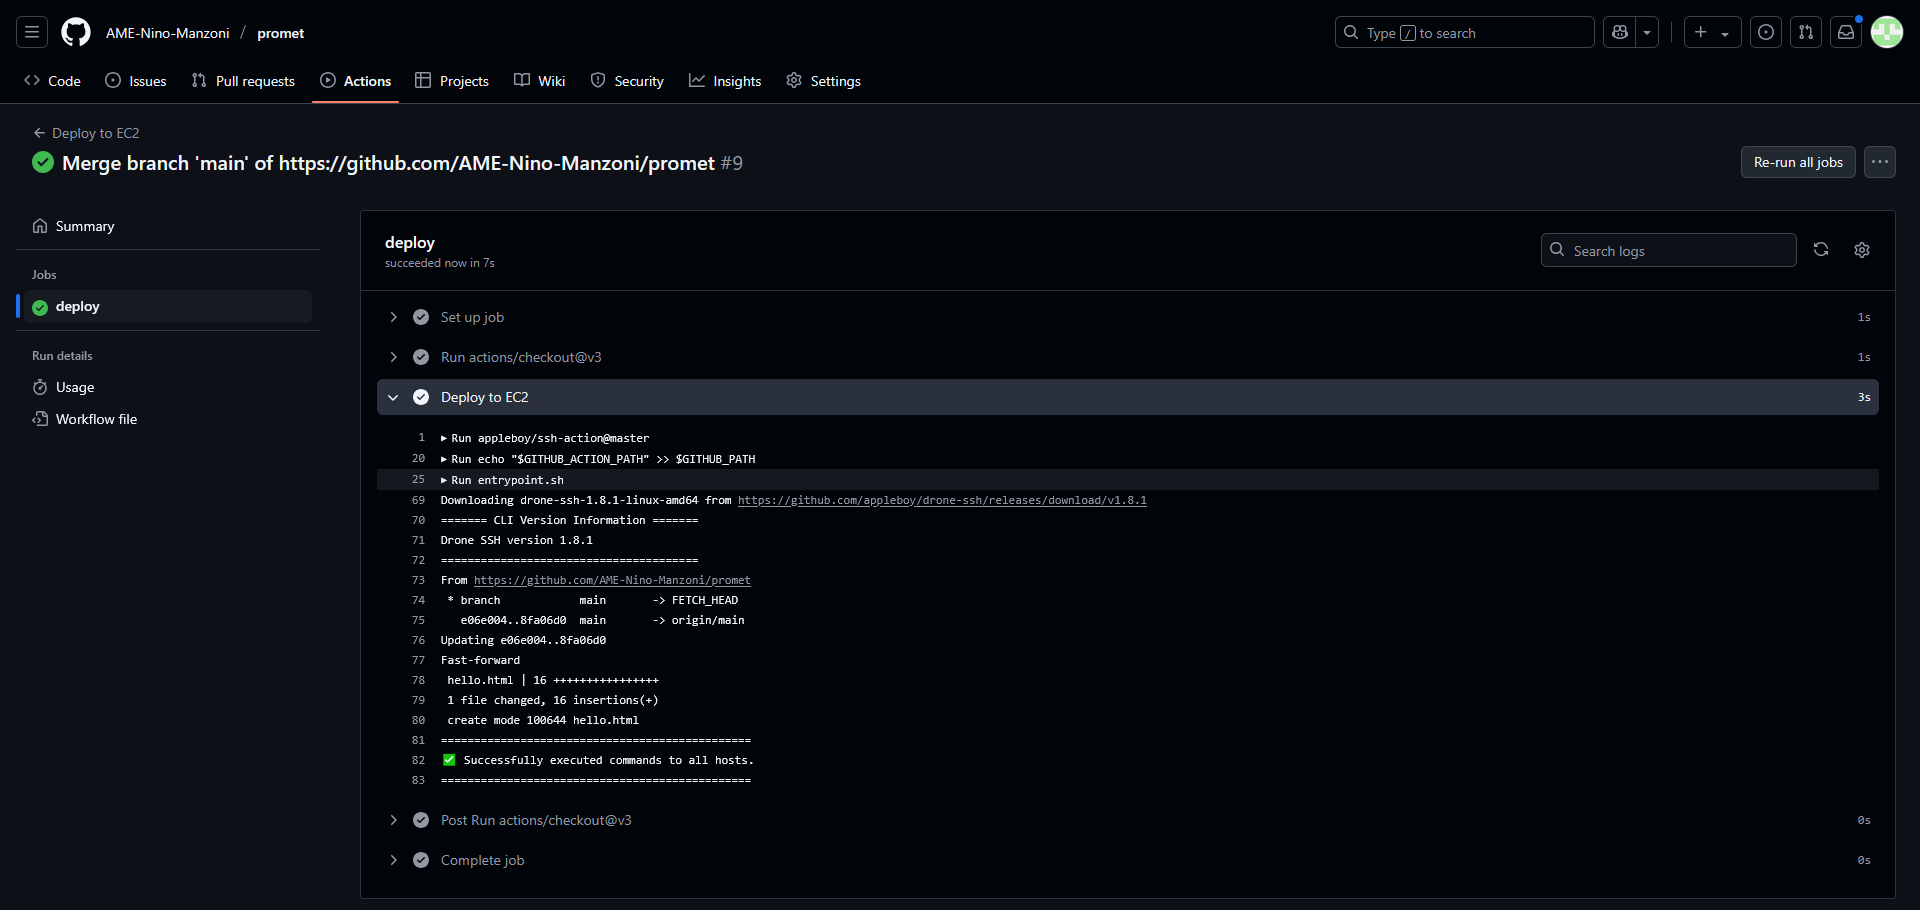 AME-Nino-Manzoni / promet
Type / to search
Code Issues Pull requests Actions Projects Wiki Security Insights Settings
Deploy to EC2
Merge branch 'main' of https://github.com/AME-Nino-Manzoni/promet #9
Re-run all jobs
Summary
Jobs
deploy
Run details
Usage
Workflow file
deploy
succeeded now in 7s
Search logs
Set up job 1s
Run actions/checkout@v3 1s
Deploy to EC2 3s
1 ▶ Run appleboy/ssh-action@master
20 ▶ Run echo "$GITHUB_ACTION_PATH" >> $GITHUB_PATH
25 ▶ Run entrypoint.sh
69 Downloading drone-ssh-1.8.1-linux-amd64 from https://github.com/appleboy/drone-ssh/releases/download/v1.8.1
70 ======= CLI Version Information =======
71 Drone SSH version 1.8.1
72 =======================================
73 From https://github.com/AME-Nino-Manzoni/promet
74 * branch main -> FETCH_HEAD
75 e06e004..8fa06d0 main -> origin/main
76 Updating e06e004..8fa06d0
77 Fast-forward
78 hello.html | 16 ++++++++++++++++
79 1 file changed, 16 insertions(+)
80 create mode 100644 hello.html
81 ===============================================
82 ✅ Successfully executed commands to all hosts.
83 ===============================================
Post Run actions/checkout@v3 0s
Complete job 0s